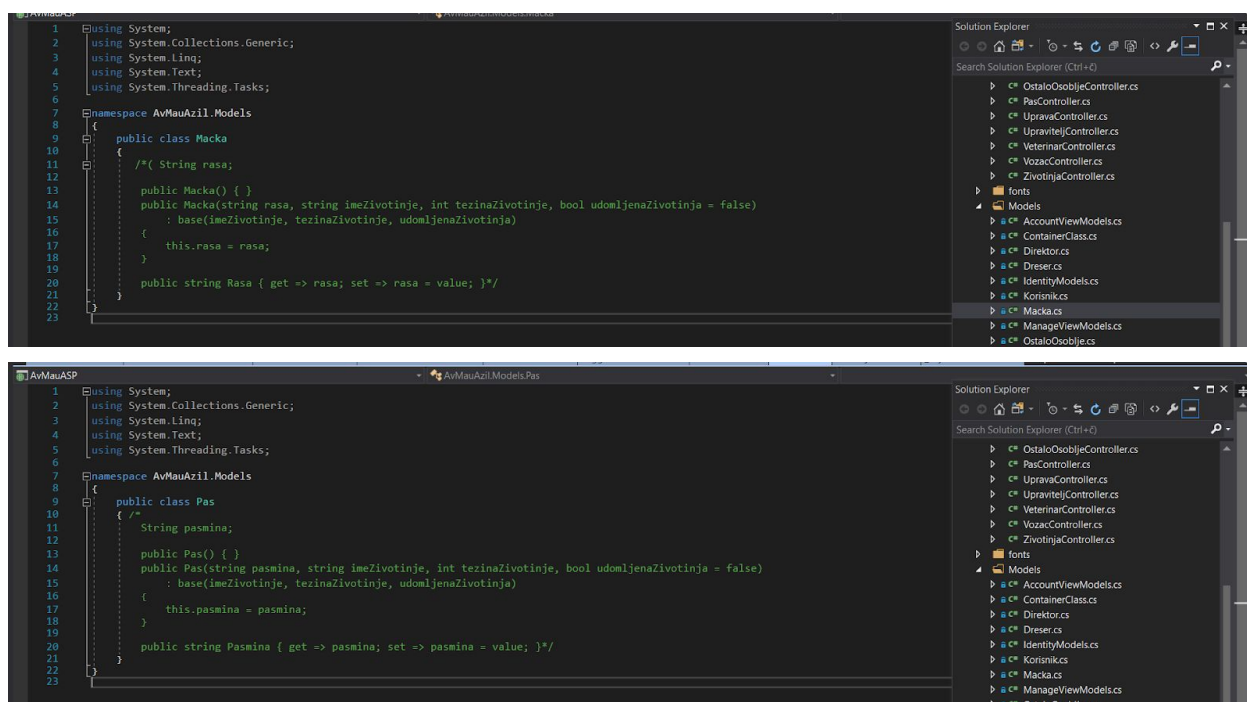 AvMauASP AvMauAzil.Models.Macka
1 using System;
2 using System.Collections.Generic;
3 using System.Linq;
4 using System.Text;
5 using System.Threading.Tasks;
6
7 namespace AvMauAzil.Models
8 {
9 public class Macka
10 {
11 /*( String rasa;
12
13 public Macka() { }
14 public Macka(string rasa, string imeZivotinje, int tezinaZivotinje, bool udomljenaZivotinja = false)
15 : base(imeZivotinje, tezinaZivotinje, udomljenaZivotinja)
16 {
17 this.rasa = rasa;
18 }
19
20 public string Rasa { get => rasa; set => rasa = value; }*/
21 }
22 }
23
Solution Explorer
Search Solution Explorer (Ctrl+č)
C# OstaloOsobljeController.cs
C# PasController.cs
C# UpravaController.cs
C# UpraviteljController.cs
C# VeterinarController.cs
C# VozacController.cs
C# ZivotinjaController.cs
fonts
Models
C# AccountViewModels.cs
C# ContainerClass.cs
C# Direktor.cs
C# Dreser.cs
C# IdentityModels.cs
C# Korisnik.cs
C# Macka.cs
C# ManageViewModels.cs
C# OstaloOsoblje.cs
AvMauASP AvMauAzil.Models.Pas
1 using System;
2 using System.Collections.Generic;
3 using System.Linq;
4 using System.Text;
5 using System.Threading.Tasks;
6
7 namespace AvMauAzil.Models
8 {
9 public class Pas
10 { /*
11 String pasmina;
12
13 public Pas() { }
14 public Pas(string pasmina, string imeZivotinje, int tezinaZivotinje, bool udomljenaZivotinja = false)
15 : base(imeZivotinje, tezinaZivotinje, udomljenaZivotinja)
16 {
17 this.pasmina = pasmina;
18 }
19
20 public string Pasmina { get => pasmina; set => pasmina = value; }*/
21 }
22 }
23
Solution Explorer
Search Solution Explorer (Ctrl+č)
C# OstaloOsobljeController.cs
C# PasController.cs
C# UpravaController.cs
C# UpraviteljController.cs
C# VeterinarController.cs
C# VozacController.cs
C# ZivotinjaController.cs
fonts
Models
C# AccountViewModels.cs
C# ContainerClass.cs
C# Direktor.cs
C# Dreser.cs
C# IdentityModels.cs
C# Korisnik.cs
C# Macka.cs
C# ManageViewModels.cs